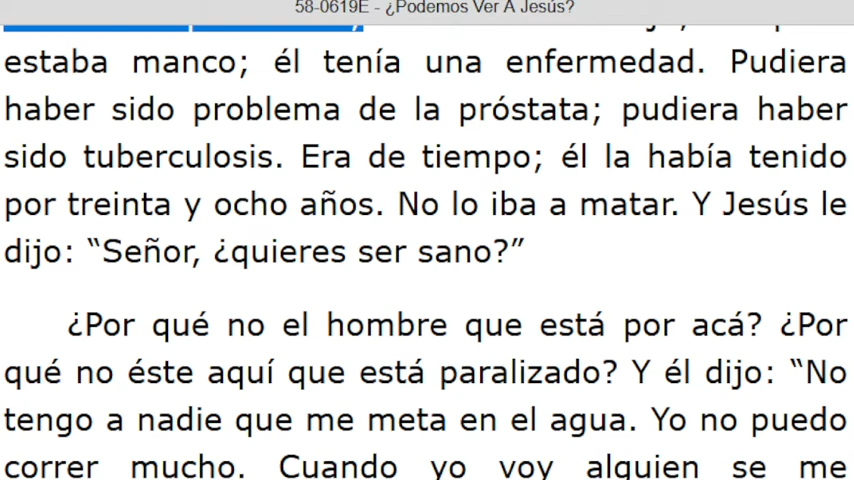 58-0619E - ¿Podemos Ver A Jesús?
estaba manco; él tenía una enfermedad. Pudiera
haber sido problema de la próstata; pudiera haber
sido tuberculosis. Era de tiempo; él la había tenido
por treinta y ocho años. No lo iba a matar. Y Jesús le
dijo: “Señor, ¿quieres ser sano?”
¿Por qué no el hombre que está por acá? ¿Por
qué no éste aquí que está paralizado? Y él dijo: “No
tengo a nadie que me meta en el agua. Yo no puedo
correr mucho. Cuando yo voy alguien se me